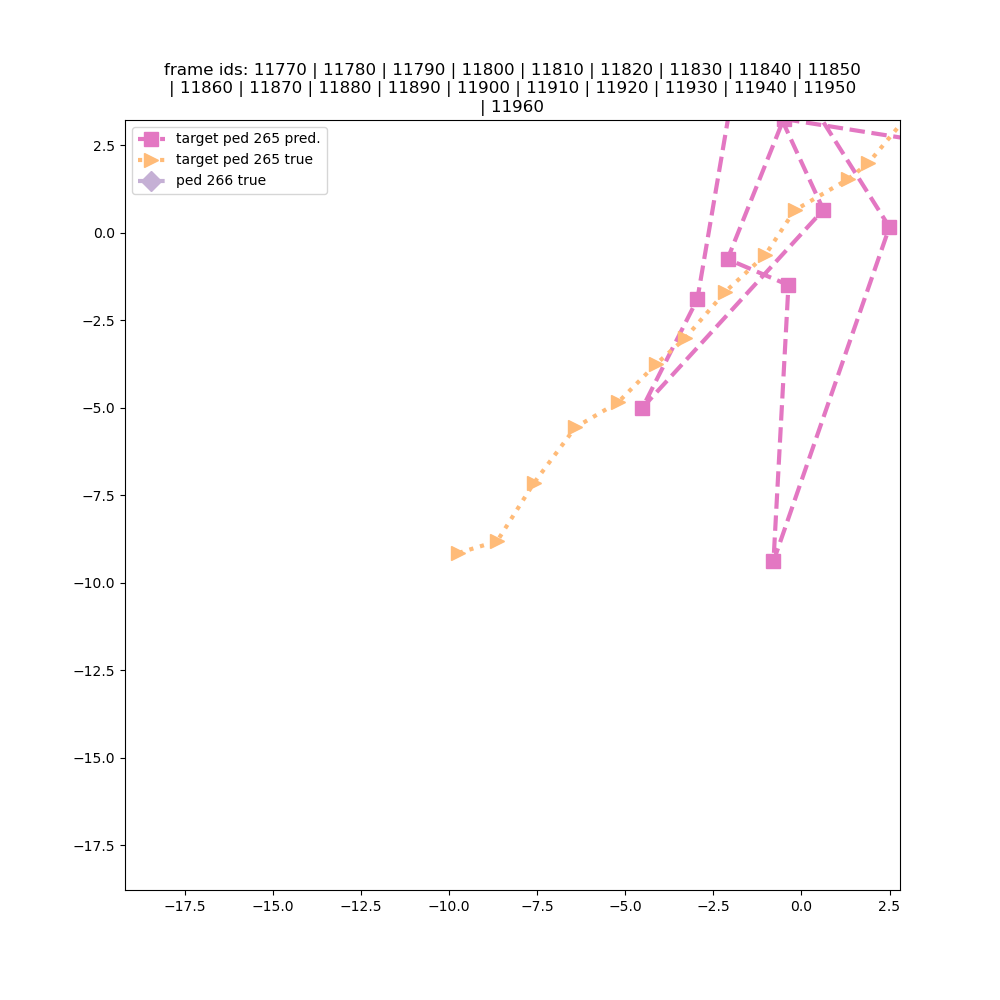 frame ids: 11770 | 11780 | 11790 | 11800 | 11810 | 11820 | 11830 | 11840 | 11850
| 11860 | 11870 | 11880 | 11890 | 11900 | 11910 | 11920 | 11930 | 11940 | 11950
| 11960
target ped 265 pred.
target ped 265 true
ped 266 true
2.5
0.0
−2.5
−5.0
−7.5
−10.0
−12.5
−15.0
−17.5
−17.5 −15.0 −12.5 −10.0 −7.5 −5.0 −2.5 0.0 2.5